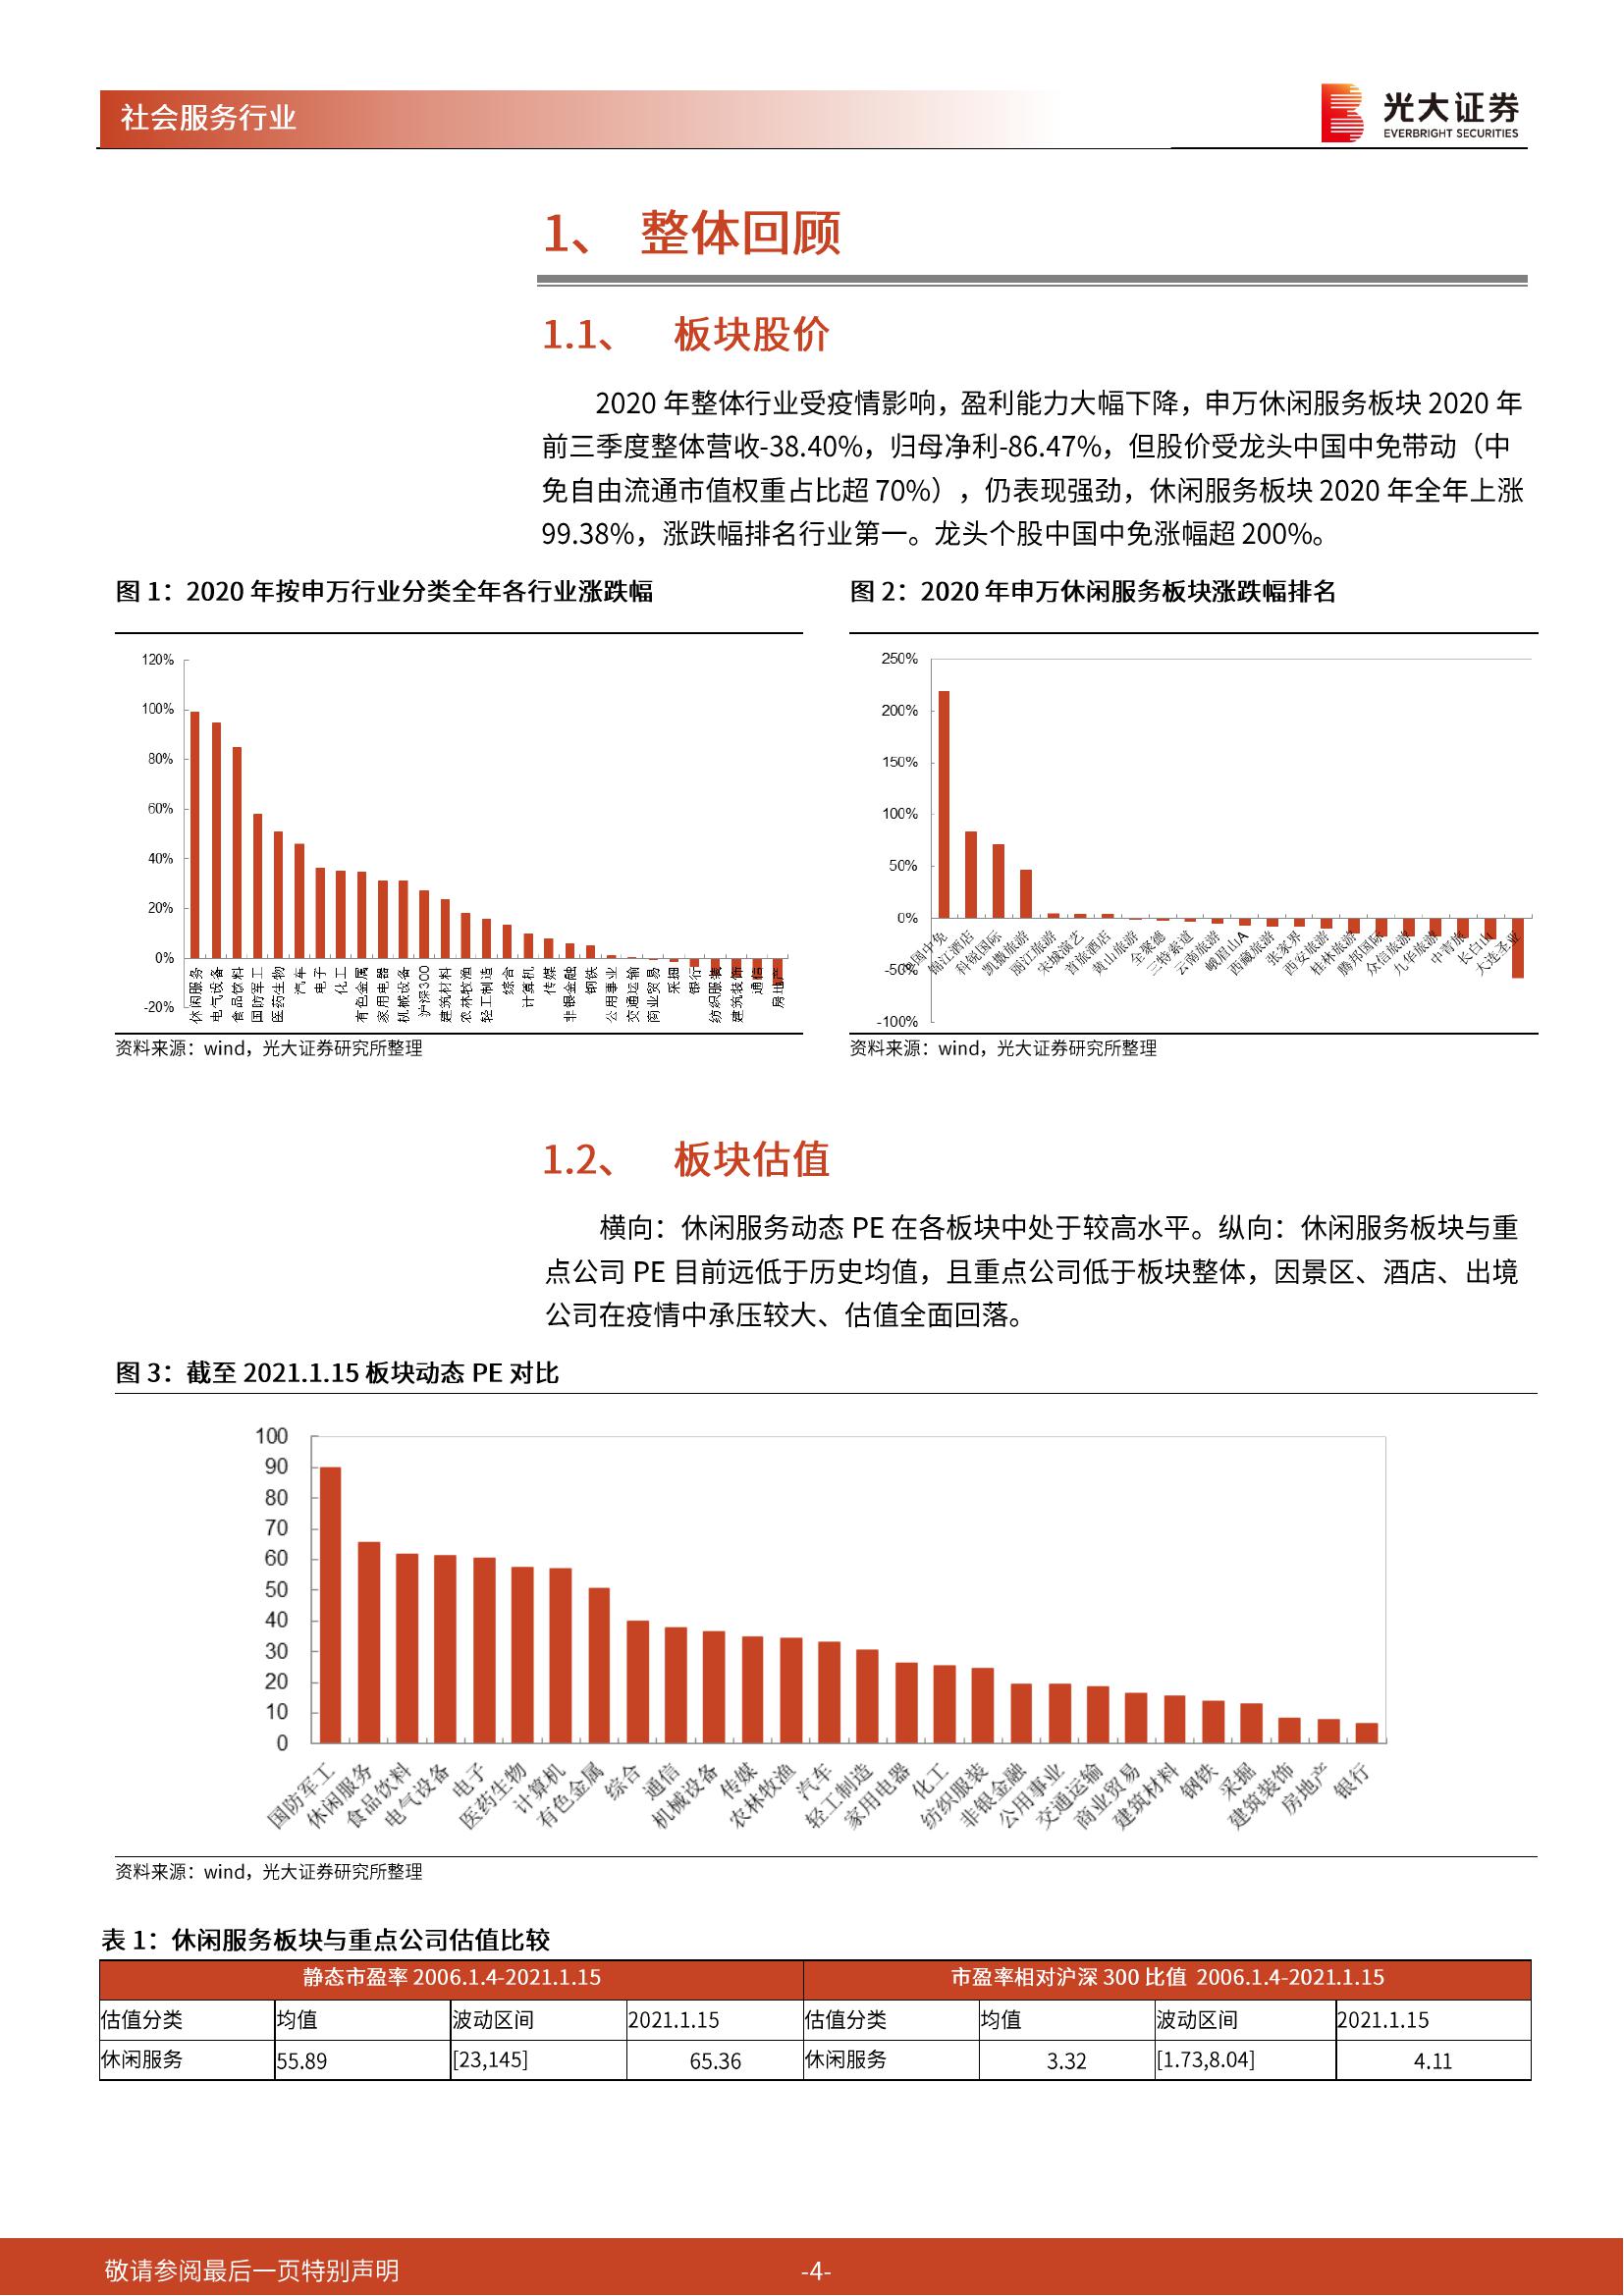 社会服务行业
光大证券
EVERBRIGHT SECURITIES
1、 整体回顾
1.1、 板块股价
2020 年整体行业受疫情影响，盈利能力大幅下降，申万休闲服务板块 2020 年
前三季度整体营收-38.40%，归母净利-86.47%，但股价受龙头中国中免带动（中
免自由流通市值权重占比超 70%），仍表现强劲，休闲服务板块 2020 年全年上涨
99.38%，涨跌幅排名行业第一。龙头个股中国中免涨幅超 200%。
图 1：2020 年按申万行业分类全年各行业涨跌幅
120%
100%
80%
60%
40%
20%
0%
-20%
休闲服务
电气设备
食品饮料
国防军工
医药生物
汽车
电子
化工
有色金属
家用电器
机械设备
沪深300
建筑材料
农林牧渔
轻工制造
综合
计算机
传媒
非银金融
钢铁
公用事业
交通运输
商业贸易
采掘
银行
纺织服装
建筑装饰
通信
房地产
资料来源：wind，光大证券研究所整理
图 2：2020 年申万休闲服务板块涨跌幅排名
250%
200%
150%
100%
50%
0%
-50%
-100%
中国中免
锦江酒店
科锐国际
凯撒旅游
丽江旅游
宋城演艺
首旅酒店
黄山旅游
全聚德
三特索道
云南旅游
峨眉山A
西藏旅游
张家界
西安旅游
桂林旅游
腾邦国际
众信旅游
九华旅游
中青旅
长白山
大连圣亚
资料来源：wind，光大证券研究所整理
1.2、 板块估值
横向：休闲服务动态 PE 在各板块中处于较高水平。纵向：休闲服务板块与重
点公司 PE 目前远低于历史均值，且重点公司低于板块整体，因景区、酒店、出境
公司在疫情中承压较大、估值全面回落。
图 3：截至 2021.1.15 板块动态 PE 对比
100
90
80
70
60
50
40
30
20
10
0
国防军工
休闲服务
食品饮料
电气设备
电子
医药生物
计算机
有色金属
综合
通信
机械设备
传媒
农林牧渔
汽车
轻工制造
家用电器
化工
纺织服装
非银金融
公用事业
交通运输
商业贸易
建筑材料
钢铁
采掘
建筑装饰
房地产
银行
资料来源：wind，光大证券研究所整理
表 1：休闲服务板块与重点公司估值比较
静态市盈率 2006.1.4-2021.1.15 市盈率相对沪深 300 比值 2006.1.4-2021.1.15
估值分类 均值 波动区间 2021.1.15 估值分类 均值 波动区间 2021.1.15
休闲服务 55.89 [23,145] 65.36 休闲服务 3.32 [1.73,8.04] 4.11
敬请参阅最后一页特别声明 -4-